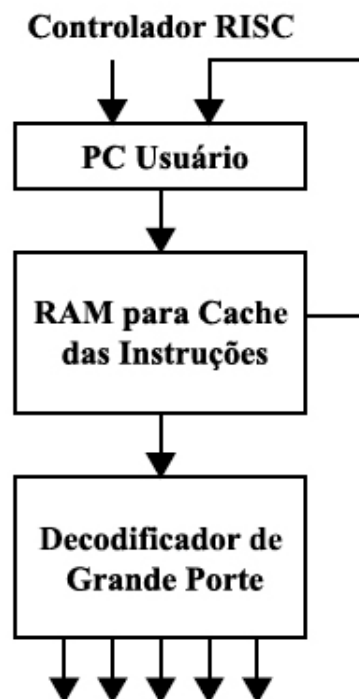 Controlador RISC
PC Usuário
RAM para Cache
das Instruções
Decodificador de
Grande Porte